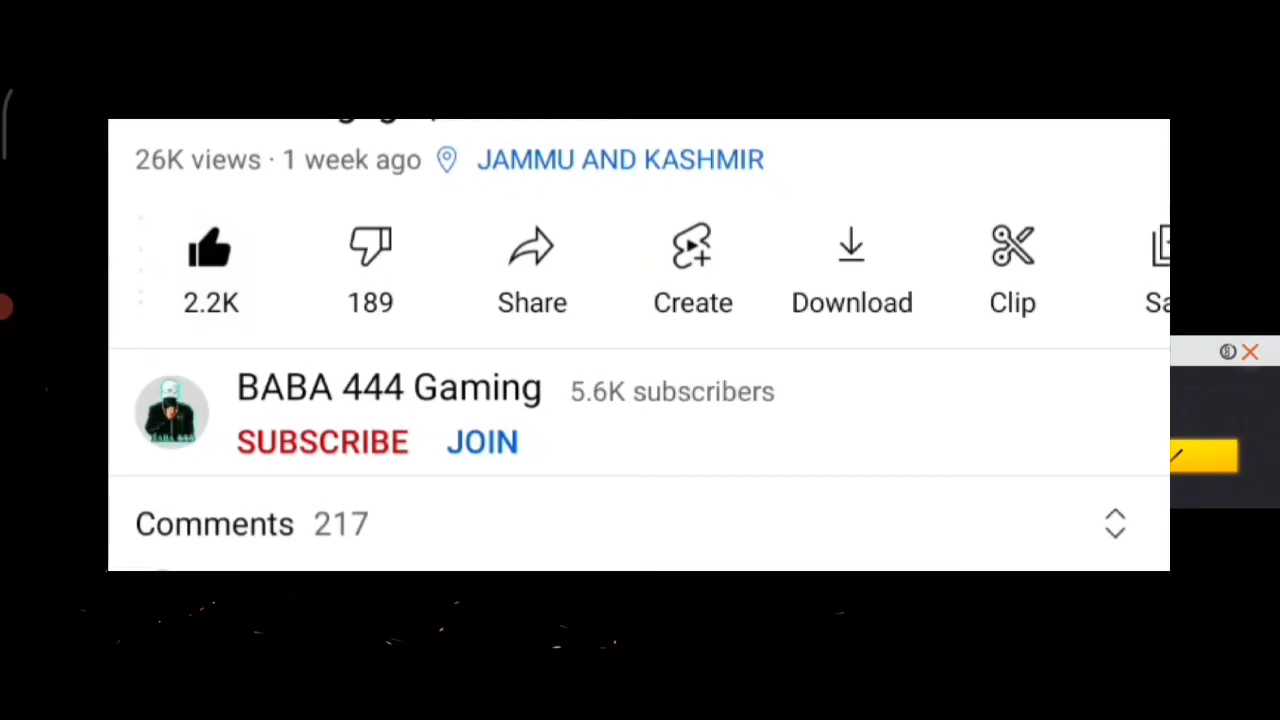 26K views · 1 week ago JAMMU AND KASHMIR
2.2K 189 Share Create Download Clip Sa
BABA 444 Gaming 5.6K subscribers
SUBSCRIBE JOIN
Comments 217